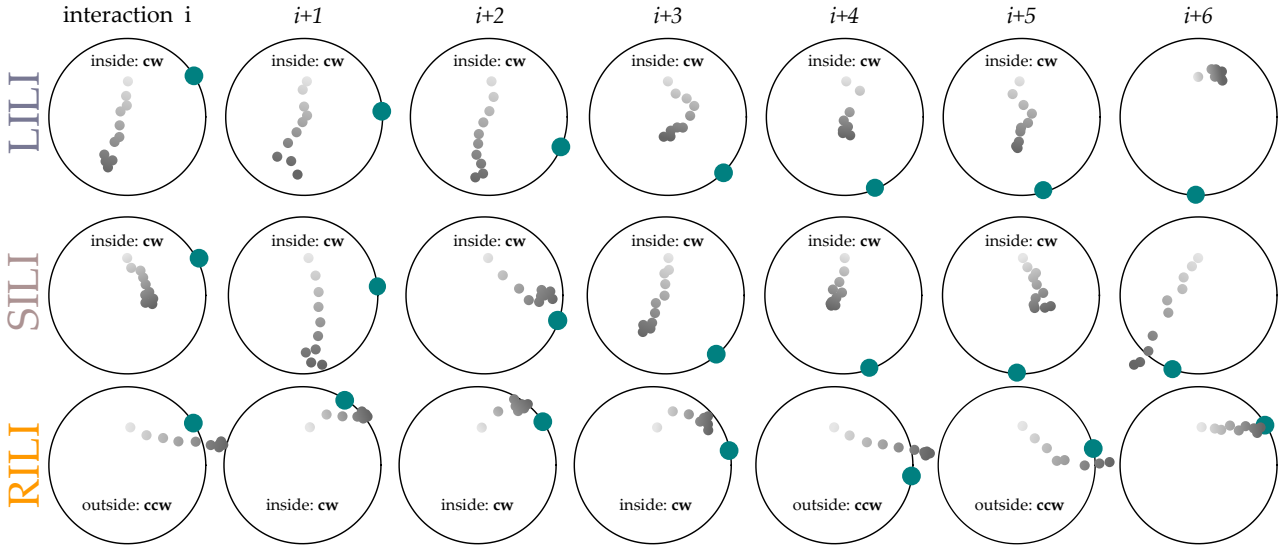 interaction i i+1 i+2 i+3 i+4 i+5 i+6
LILI
inside: cw inside: cw inside: cw inside: cw inside: cw inside: cw
SILI
inside: cw inside: cw inside: cw inside: cw inside: cw inside: cw
RILI
outside: ccw inside: cw inside: cw inside: cw outside: ccw outside: ccw